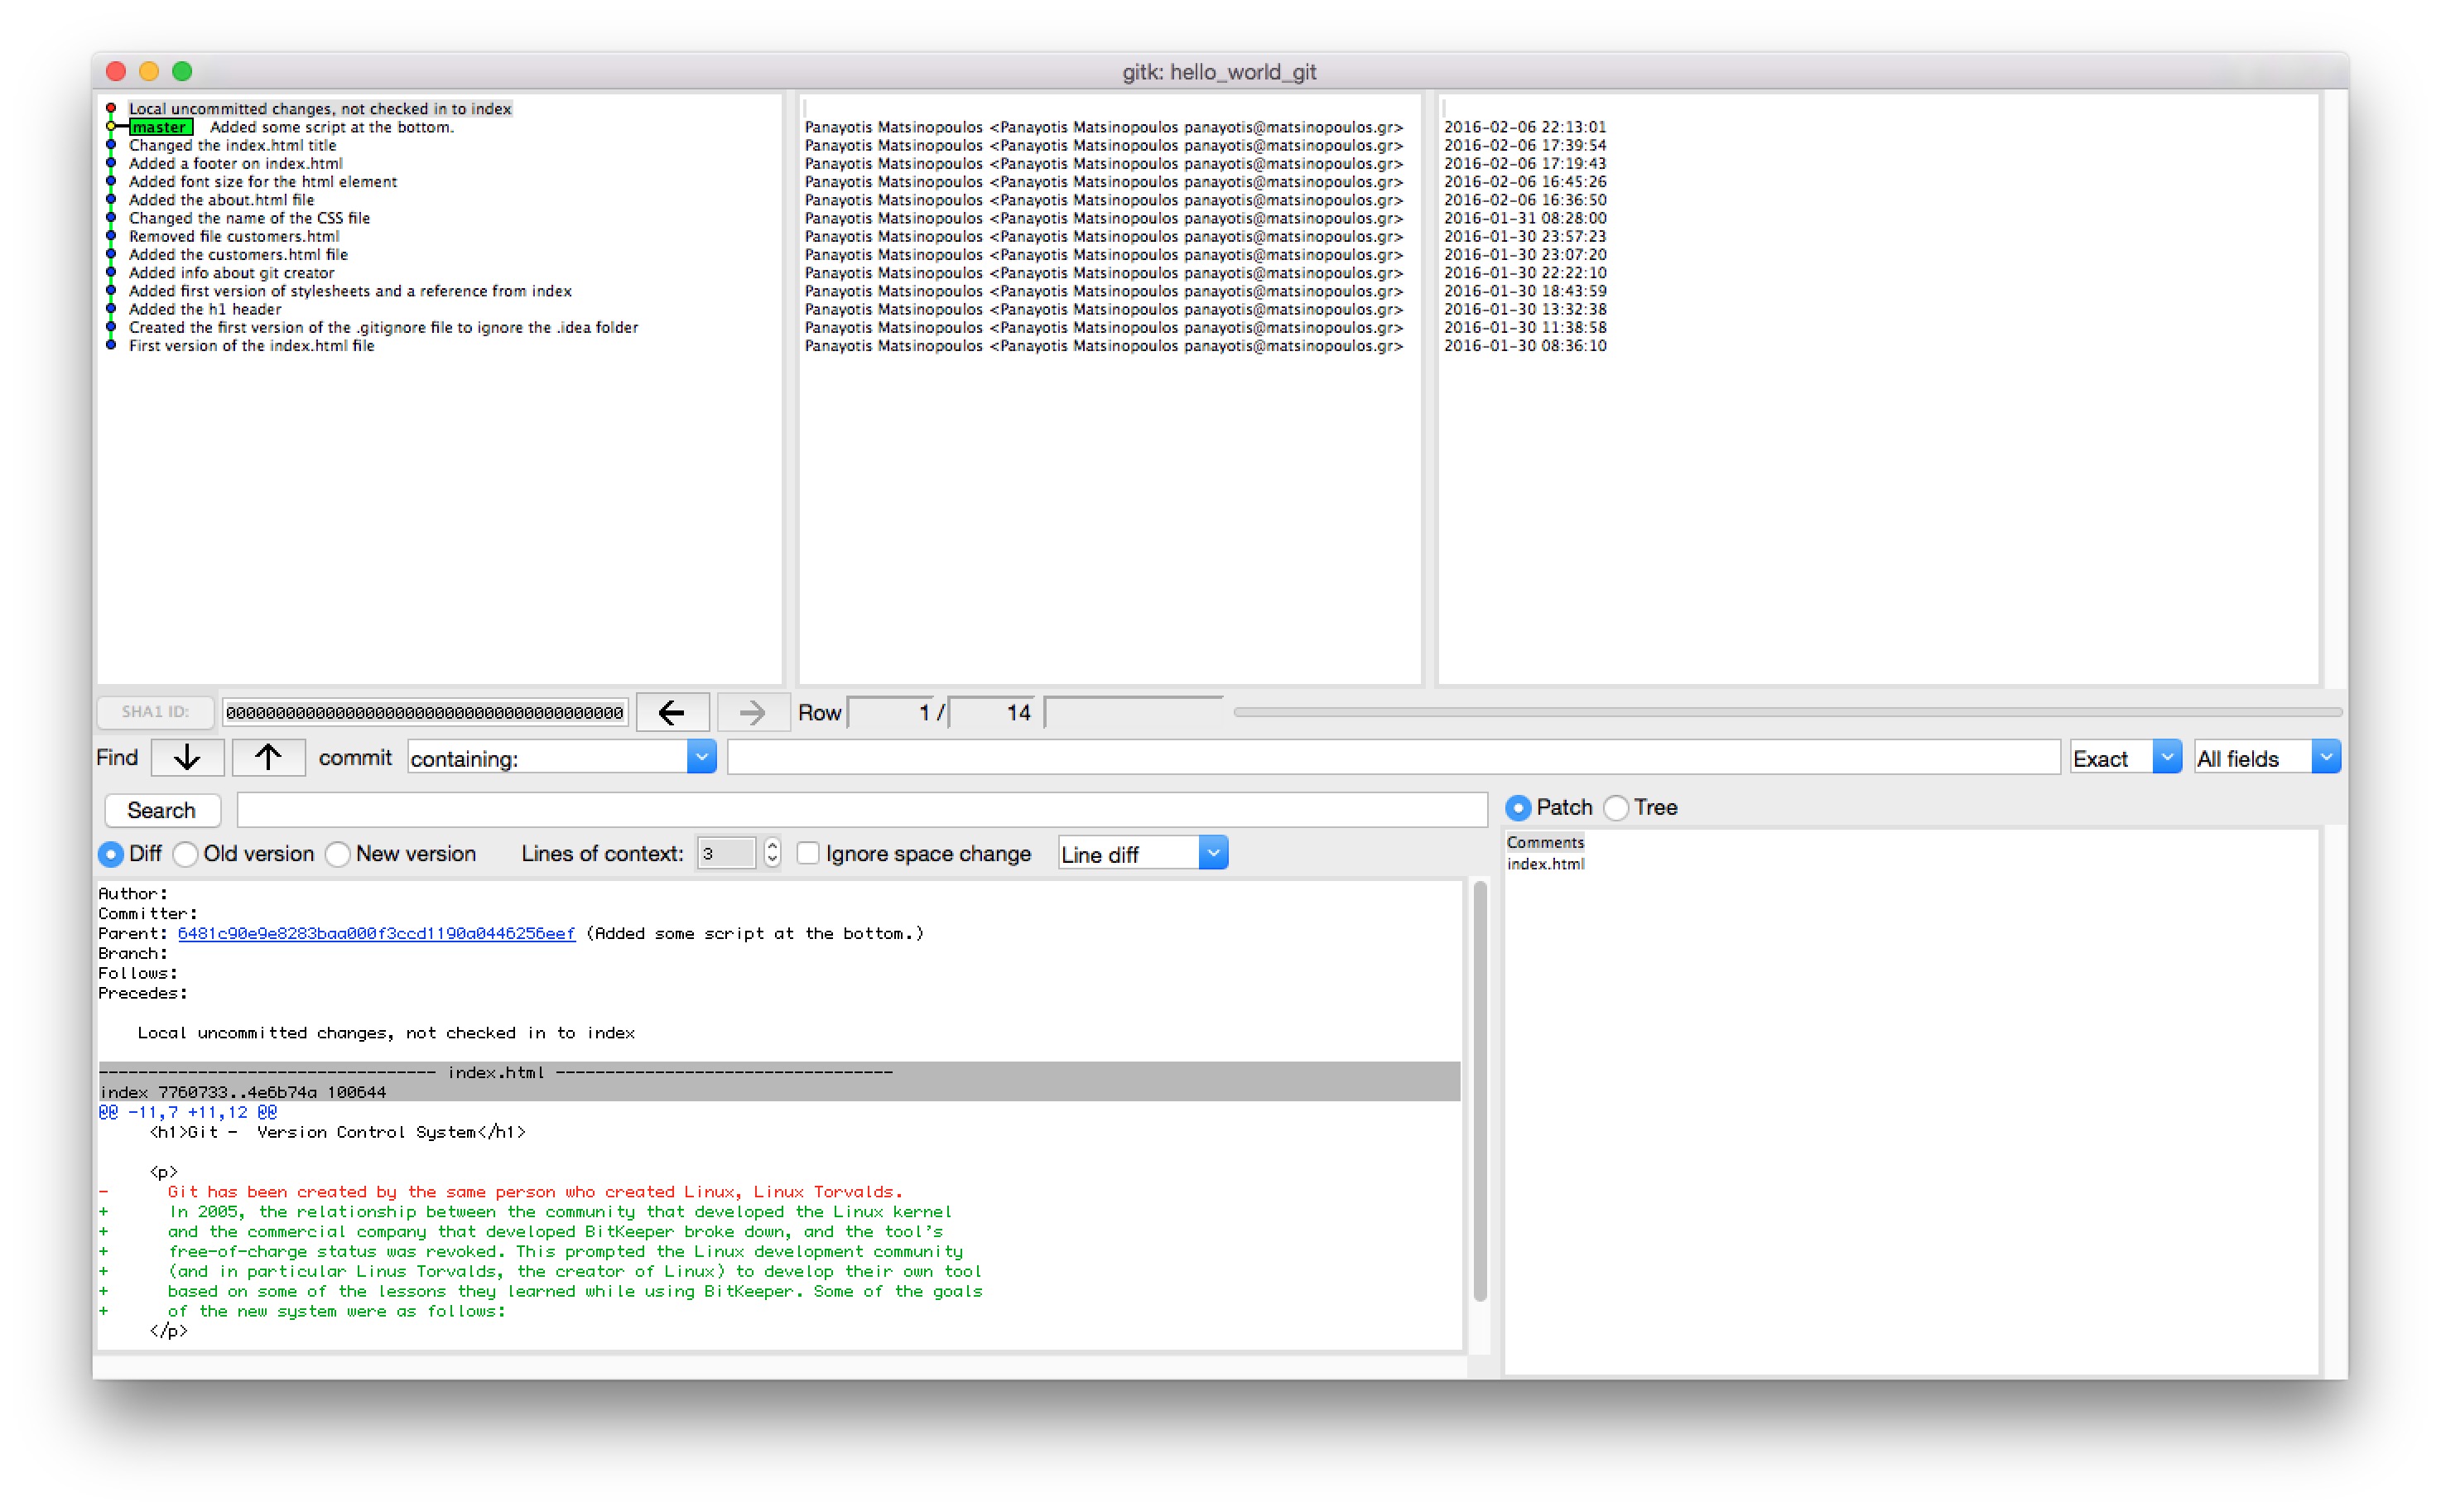 gitk: hello_world_git
Local uncommitted changes, not checked in to index
master Added some script at the bottom. Panayotis Matsinopoulos <Panayotis Matsinopoulos panayotis@matsinopoulos.gr> 2016-02-06 22:13:01
Changed the index.html title Panayotis Matsinopoulos <Panayotis Matsinopoulos panayotis@matsinopoulos.gr> 2016-02-06 17:39:54
Added a footer on index.html Panayotis Matsinopoulos <Panayotis Matsinopoulos panayotis@matsinopoulos.gr> 2016-02-06 17:19:43
Added font size for the html element Panayotis Matsinopoulos <Panayotis Matsinopoulos panayotis@matsinopoulos.gr> 2016-02-06 16:45:26
Added the about.html file Panayotis Matsinopoulos <Panayotis Matsinopoulos panayotis@matsinopoulos.gr> 2016-02-06 16:36:50
Changed the name of the CSS file Panayotis Matsinopoulos <Panayotis Matsinopoulos panayotis@matsinopoulos.gr> 2016-01-31 08:28:00
Removed file customers.html Panayotis Matsinopoulos <Panayotis Matsinopoulos panayotis@matsinopoulos.gr> 2016-01-30 23:57:23
Added the customers.html file Panayotis Matsinopoulos <Panayotis Matsinopoulos panayotis@matsinopoulos.gr> 2016-01-30 23:07:20
Added info about git creator Panayotis Matsinopoulos <Panayotis Matsinopoulos panayotis@matsinopoulos.gr> 2016-01-30 22:22:10
Added first version of stylesheets and a reference from index Panayotis Matsinopoulos <Panayotis Matsinopoulos panayotis@matsinopoulos.gr> 2016-01-30 18:43:59
Added the h1 header Panayotis Matsinopoulos <Panayotis Matsinopoulos panayotis@matsinopoulos.gr> 2016-01-30 13:32:38
Created the first version of the .gitignore file to ignore the .idea folder Panayotis Matsinopoulos <Panayotis Matsinopoulos panayotis@matsinopoulos.gr> 2016-01-30 11:38:58
First version of the index.html file Panayotis Matsinopoulos <Panayotis Matsinopoulos panayotis@matsinopoulos.gr> 2016-01-30 08:36:10
SHA1 ID: 0000000000000000000000000000000000000000 ← → Row 1 / 14
Find ↓ ↑ commit containing: Exact All fields
Search Patch Tree
Diff Old version New version Lines of context: 3 Ignore space change Line diff
Comments
index.html
Author:
Committer:
Parent: 6481c90e9e8283baa000f3ccd1190a0446256eef (Added some script at the bottom.)
Branch:
Follows:
Precedes:
Local uncommitted changes, not checked in to index
---------------------------------- index.html ----------------------------------
index 7760733..4e6b74a 100644
@@ -11,7 +11,12 @@
<h1>Git -  Version Control System</h1>
<p>
- Git has been created by the same person who created Linux, Linux Torvalds.
+ In 2005, the relationship between the community that developed the Linux kernel
+ and the commercial company that developed BitKeeper broke down, and the tool's
+ free-of-charge status was revoked. This prompted the Linux development community
+ (and in particular Linus Torvalds, the creator of Linux) to develop their own tool
+ based on some of the lessons they learned while using BitKeeper. Some of the goals
+ of the new system were as follows:
</p>